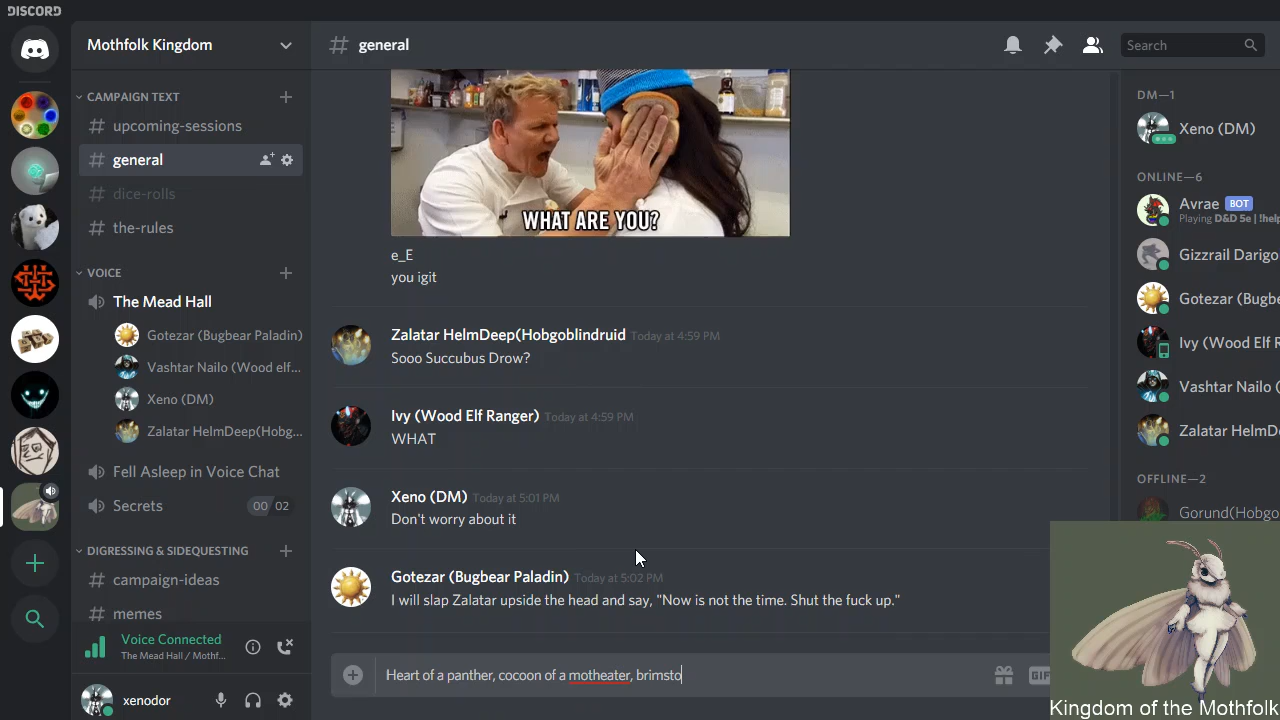 DISCORD
Mothfolk Kingdom
# general
Search
CAMPAIGN TEXT
# upcoming-sessions
# general
# dice-rolls
# the-rules
VOICE
The Mead Hall
Gotezar (Bugbear Paladin)
Vashtar Nailo (Wood elf...
Xeno (DM)
Zalatar HelmDeep(Hobg...
Fell Asleep in Voice Chat
Secrets
00 02
DIGRESSING & SIDEQUESTING
# campaign-ideas
# memes
Voice Connected
The Mead Hall / Mothf...
xenodor
WHAT ARE YOU?
e_E
you igit
Zalatar HelmDeep(Hobgoblindruid Today at 4:59 PM
Sooo Succubus Drow?
Ivy (Wood Elf Ranger) Today at 4:59 PM
WHAT
Xeno (DM) Today at 5:01 PM
Don't worry about it
Gotezar (Bugbear Paladin) Today at 5:02 PM
I will slap Zalatar upside the head and say, "Now is not the time. Shut the fuck up."
Heart of a panther, cocoon of a motheater, brimsto
GIF
DM—1
Xeno (DM)
ONLINE—6
Avrae BOT
Playing D&D 5e | !help
Gizzrail Darigo
Gotezar (Bugbe
Ivy (Wood Elf R
Vashtar Nailo (
Zalatar HelmD
OFFLINE—2
Gorund(Hobgo
Kingdom of the Mothfolk